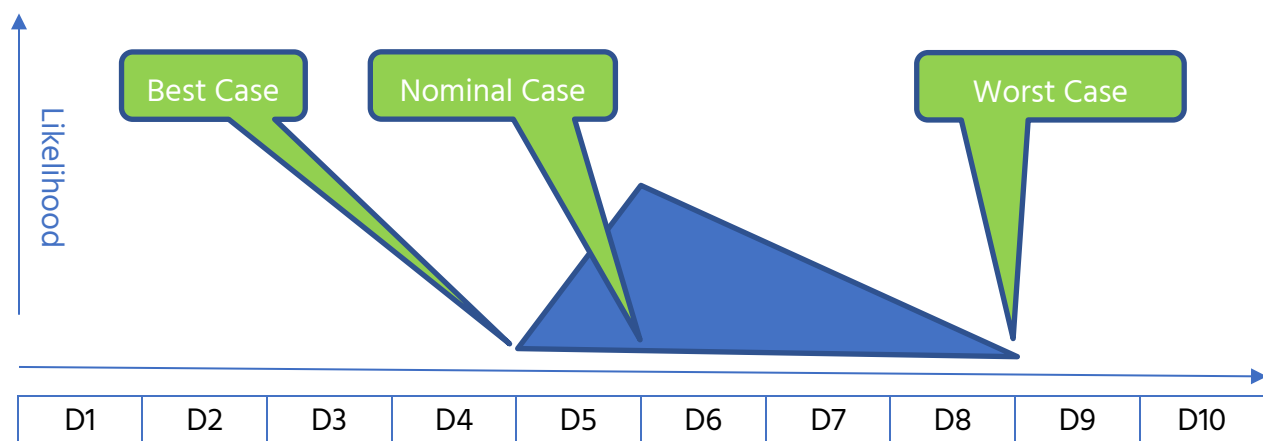 Best Case
Nominal Case
Worst Case
Likelihood
D1 D2 D3 D4 D5 D6 D7 D8 D9 D10